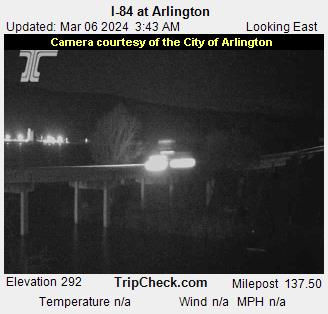 I-84 at Arlington
Updated: Mar 06 2024 3:43 AM Looking East
Camera courtesy of the City of Arlington
Elevation 292 TripCheck.com Milepost 137.50
Temperature n/a Wind n/a MPH n/a